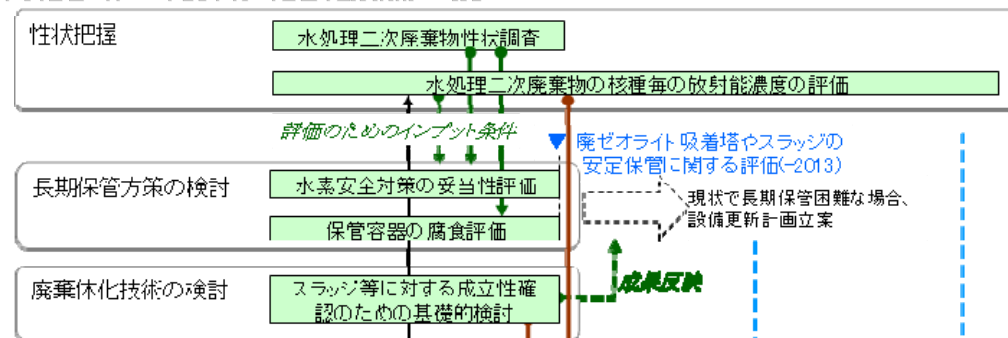 性状把握
水処理二次廃棄物性状調査
水処理二次廃棄物の核種毎の放射能濃度の評価
評価のためのインプット条件
廃ゼオライト吸着塔やスラッジの
安定保管に関する評価(~2013)
長期保管方策の検討
水素安全対策の妥当性評価
現状で長期保管困難な場合、
設備更新計画立案
保管容器の腐食評価
廃棄体化技術の検討
スラッジ等に対する成立性確
認のための基礎的検討
成果反映